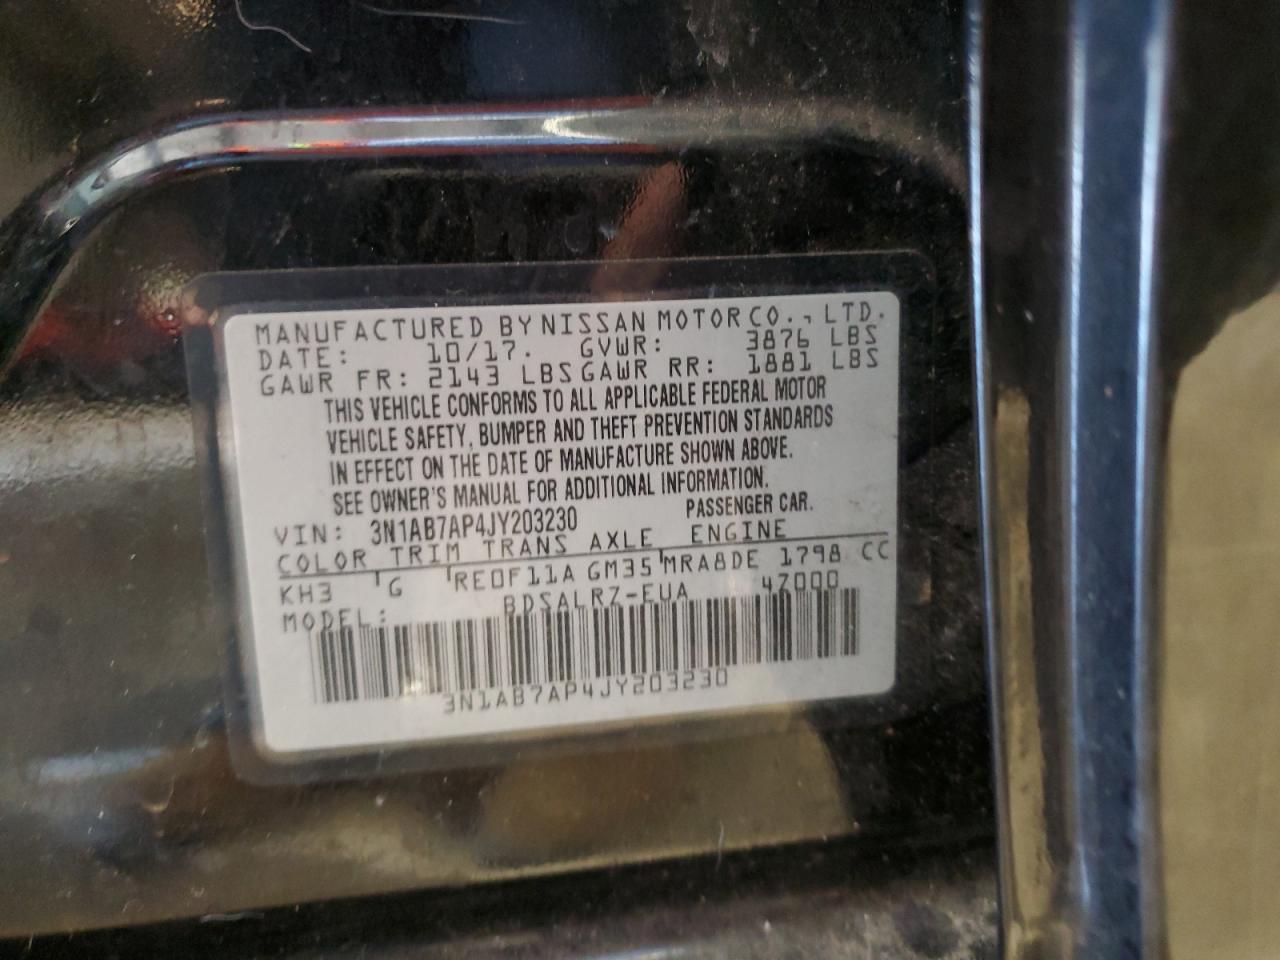 MANUFACTURED BY NISSAN MOTOR CO., LTD.
DATE: 10/17. GVWR: 3876 LBS
GAWR FR: 2143 LBS GAWR RR: 1881 LBS
THIS VEHICLE CONFORMS TO ALL APPLICABLE FEDERAL MOTOR
VEHICLE SAFETY, BUMPER AND THEFT PREVENTION STANDARDS
IN EFFECT ON THE DATE OF MANUFACTURE SHOWN ABOVE.
SEE OWNER'S MANUAL FOR ADDITIONAL INFORMATION.
VIN: 3N1AB7AP4JY203230 PASSENGER CAR.
COLOR TRIM TRANS AXLE ENGINE
KH3 G RE0F11A GM35 MRA8DE 1798 CC
MODEL: BDSALRZ-EUA 4Z000
3N1AB7AP4JY203230